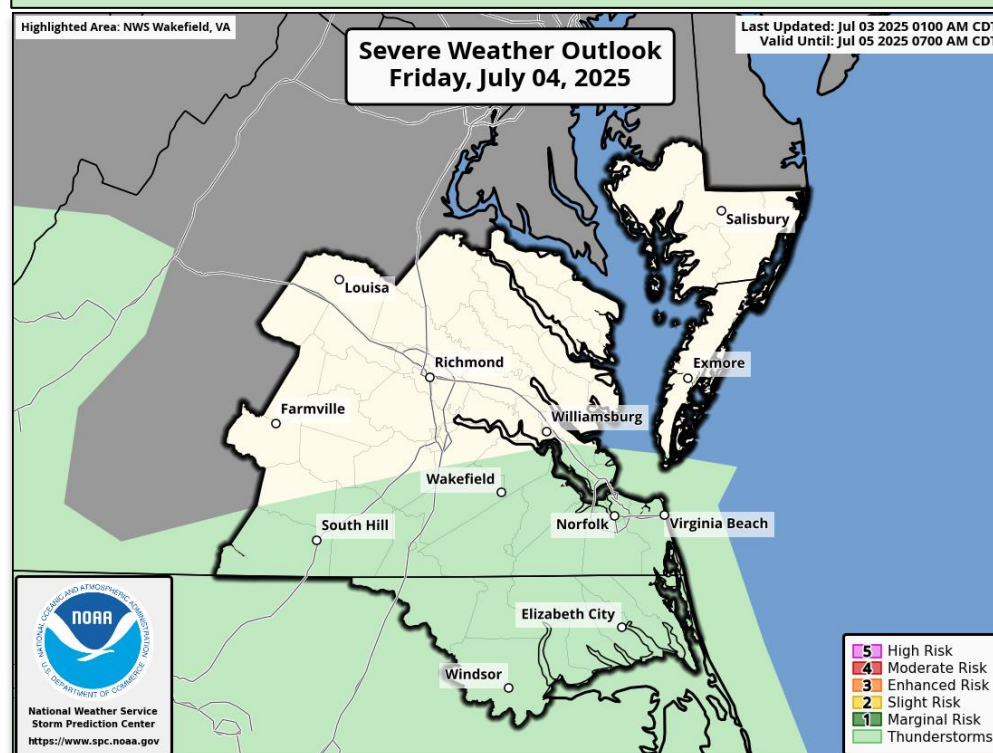 Highlighted Area: NWS Wakefield, VA
Severe Weather Outlook
Friday, July 04, 2025
Last Updated: Jul 03 2025 0100 AM CDT
Valid Until: Jul 05 2025 0700 AM CDT
Salisbury
Louisa
Richmond
Exmore
Farmville
Williamsburg
Wakefield
South Hill
Norfolk
Virginia Beach
Elizabeth City
Windsor
NATIONAL OCEANIC AND ATMOSPHERIC ADMINISTRATION
NOAA
U.S. DEPARTMENT OF COMMERCE
National Weather Service
Storm Prediction Center
https://www.spc.noaa.gov
5 High Risk
4 Moderate Risk
3 Enhanced Risk
2 Slight Risk
1 Marginal Risk
Thunderstorms